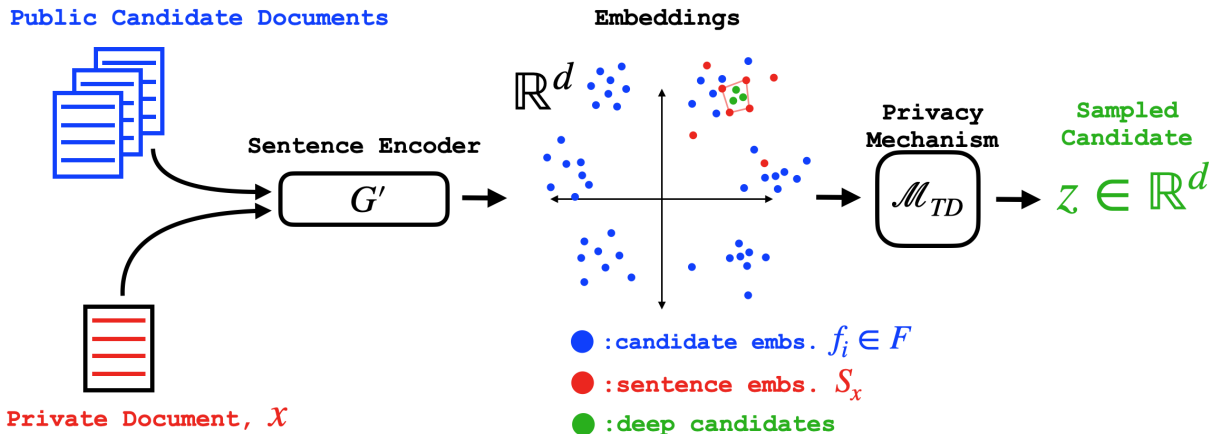 Public Candidate Documents
Embeddings
ℝ^d
Sentence Encoder
G′
Privacy
Mechanism
ℳ_TD
Sampled
Candidate
z ∈ ℝ^d
:candidate embs. f_i ∈ F
:sentence embs. S_x
:deep candidates
Private Document, x